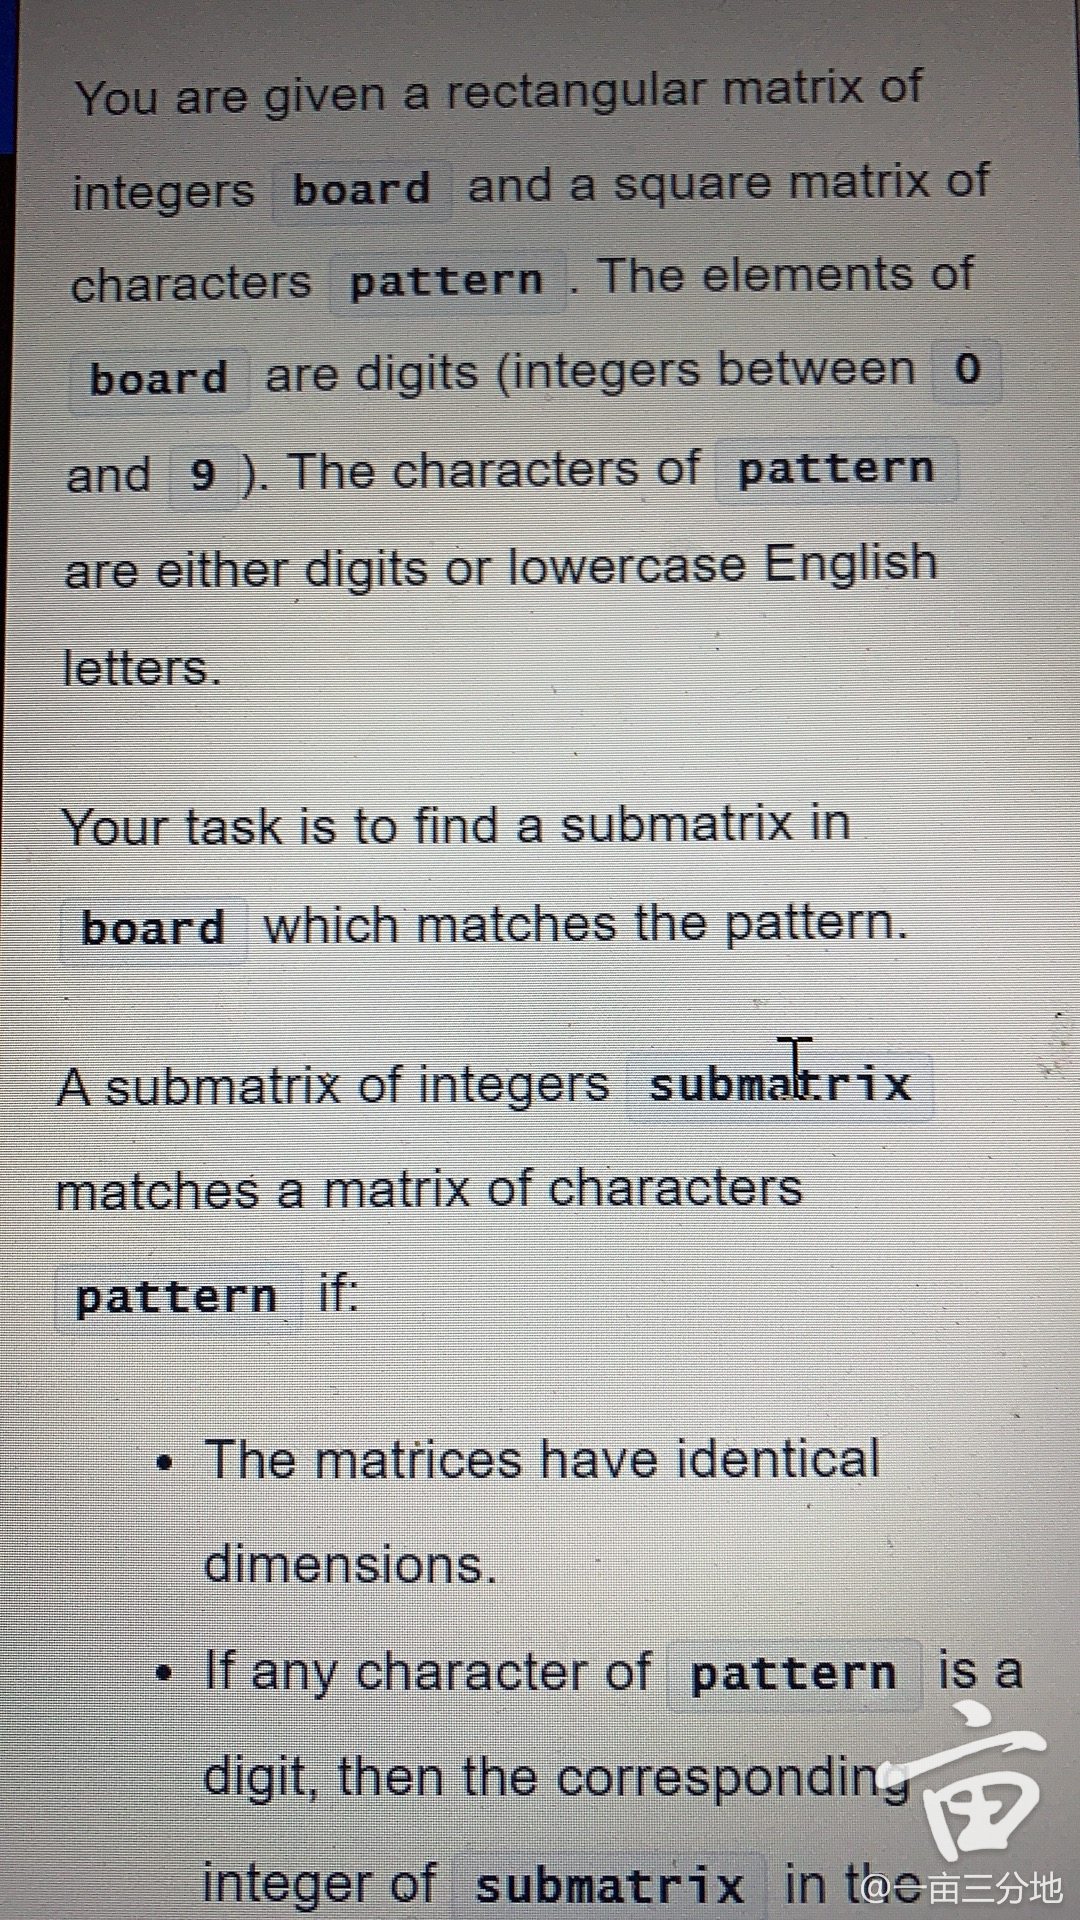 You are given a rectangular matrix of
integers board and a square matrix of
characters pattern . The elements of
board are digits (integers between 0
and 9 ). The characters of pattern
are either digits or lowercase English
letters.
Your task is to find a submatrix in
board which matches the pattern.
A submatrix of integers submatrix
matches a matrix of characters
pattern if:
• The matrices have identical
dimensions.
• If any character of pattern is a
digit, then the corresponding
integer of submatrix in the
亩
@一亩三分地